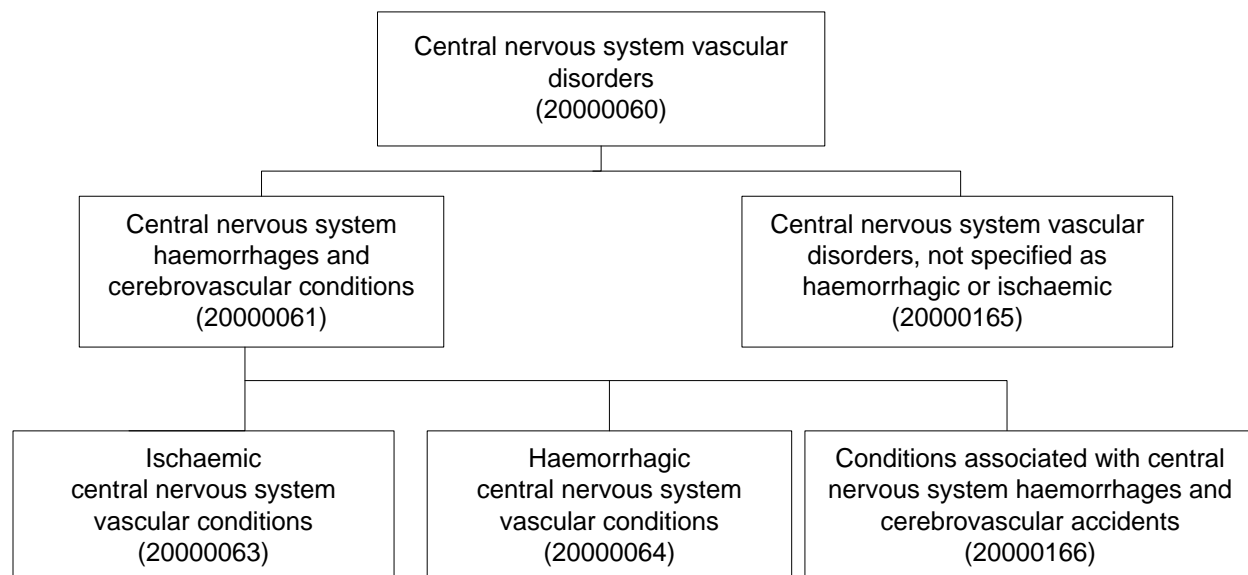 Central nervous system vascular
disorders
(20000060)
Central nervous system
haemorrhages and
cerebrovascular conditions
(20000061)
Central nervous system vascular
disorders, not specified as
haemorrhagic or ischaemic
(20000165)
Ischaemic
central nervous system
vascular conditions
(20000063)
Haemorrhagic
central nervous system
vascular conditions
(20000064)
Conditions associated with central
nervous system haemorrhages and
cerebrovascular accidents
(20000166)